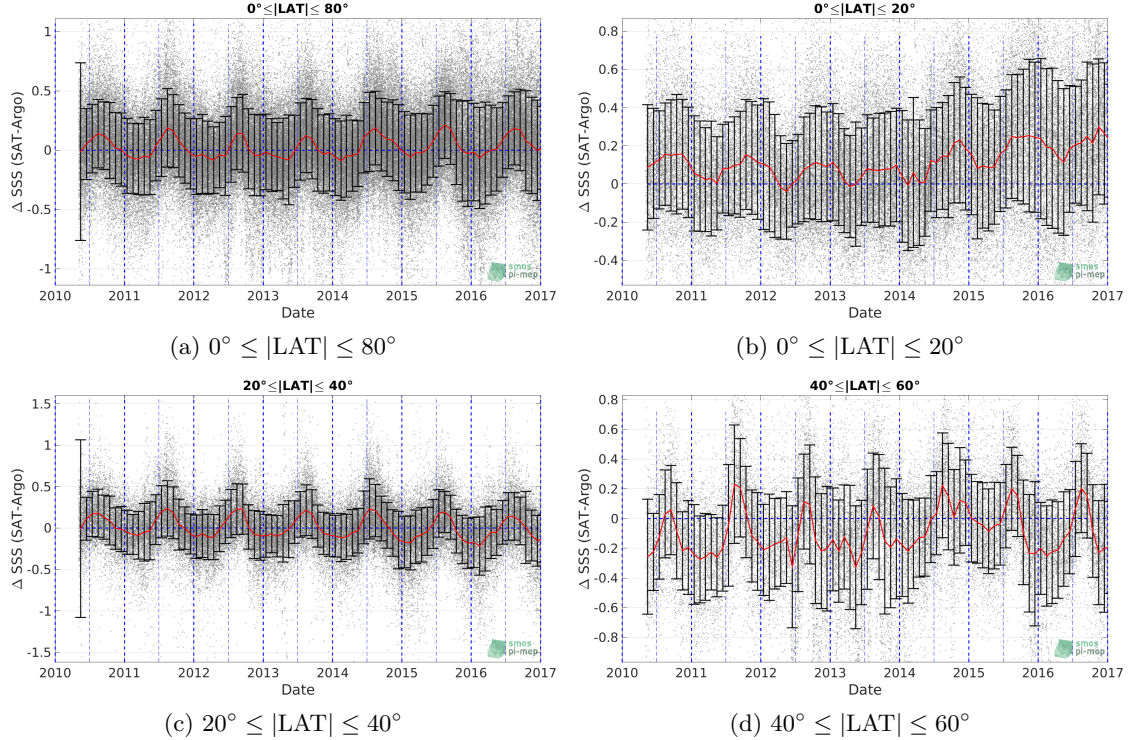 0°≤|LAT|≤ 80°
Δ SSS (SAT-Argo)
1
0.5
0
-0.5
-1
2010 2011 2012 2013 2014 2015 2016 2017
Date
smos
pi-mep
(a) 0° ≤ |LAT| ≤ 80°
0°≤|LAT|≤ 20°
Δ SSS (SAT-Argo)
0.8
0.6
0.4
0.2
0
-0.2
-0.4
2010 2011 2012 2013 2014 2015 2016 2017
Date
smos
pi-mep
(b) 0° ≤ |LAT| ≤ 20°
20°≤|LAT|≤ 40°
Δ SSS (SAT-Argo)
1.5
1
0.5
0
-0.5
-1
-1.5
2010 2011 2012 2013 2014 2015 2016 2017
Date
smos
pi-mep
(c) 20° ≤ |LAT| ≤ 40°
40°≤|LAT|≤ 60°
Δ SSS (SAT-Argo)
0.8
0.6
0.4
0.2
0
-0.2
-0.4
-0.6
-0.8
2010 2011 2012 2013 2014 2015 2016 2017
Date
smos
pi-mep
(d) 40° ≤ |LAT| ≤ 60°